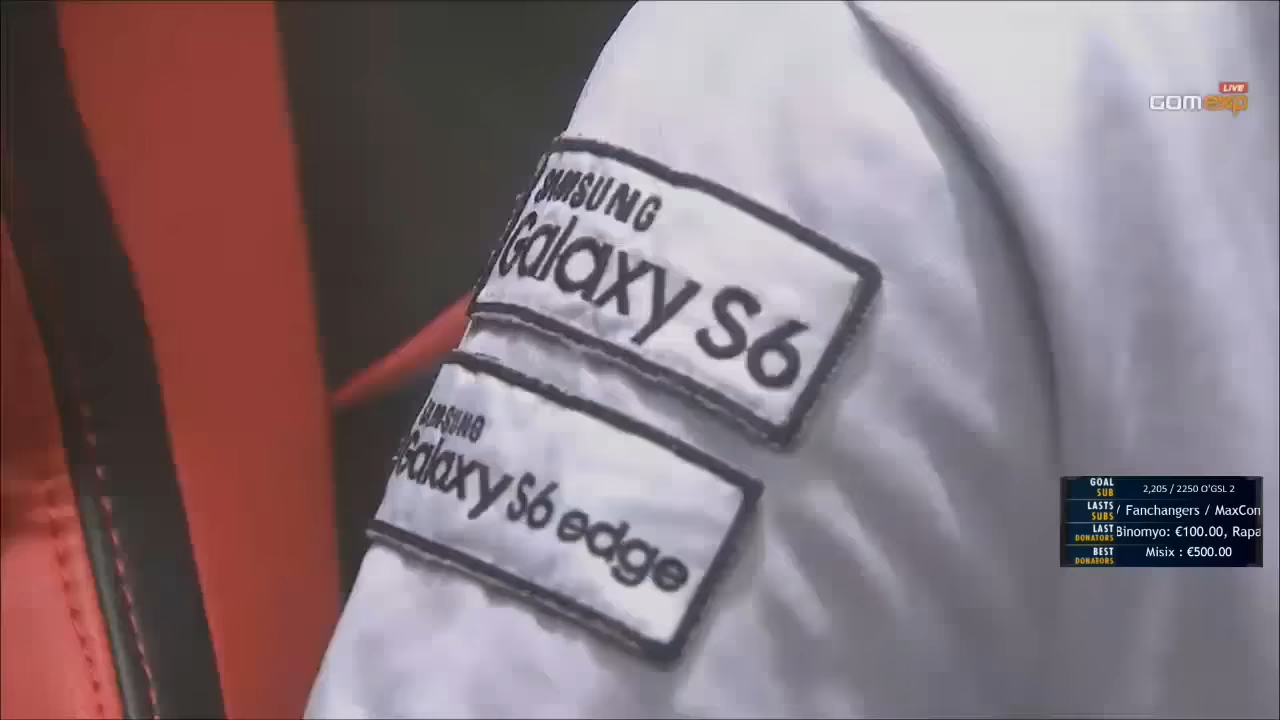 LIVE
GOMexp
SAMSUNG
Galaxy S6
SAMSUNG
Galaxy S6 edge
GOAL SUB 2,205 / 2250 O'GSL 2
LASTS SUBS / Fanchangers / MaxCon
LAST DONATORS Binomyo: €100.00, Rapa
BEST DONATORS Misix : €500.00